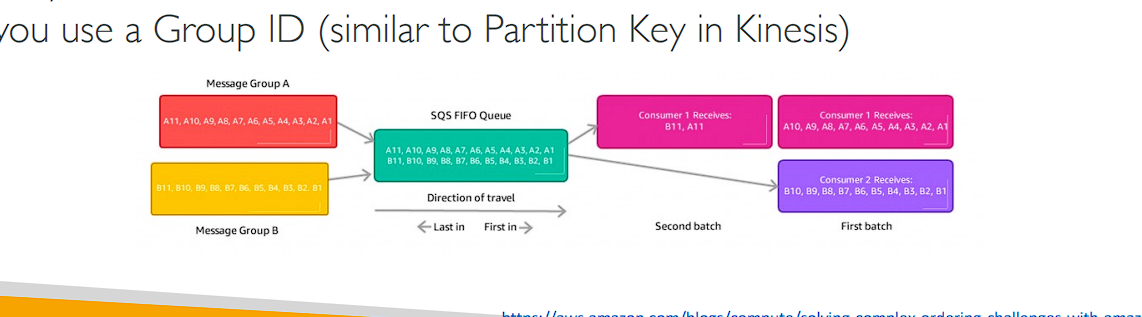 you use a Group ID (similar to Partition Key in Kinesis)
Message Group A
A11, A10, A9, A8, A7, A6, A5, A4, A3, A2, A1
B11, B10, B9, B8, B7, B6, B5, B4, B3, B2. B1
Message Group B
SQS FIFO Queue
A11, A10, A9, A8, A7, A6, A5, A4, A3, A2, A1
B11, B10, B9, B8, B7, B6, B5, B4, B3, B2, B1
Direction of travel
Last in First in
Consumer 1 Receives:
B11, A11
Second batch
Consumer 1 Receives:
A10, A9, A8, A7, A6, A5, A4, A3, A2, A1
Consumer 2 Receives:
B10, B9, B8, B7, B6, B5, B4, B3, B2, B1
First batch
https://aws.amazon.com/blogs/compute/solving-complex-ordering-challenges-with-amaz